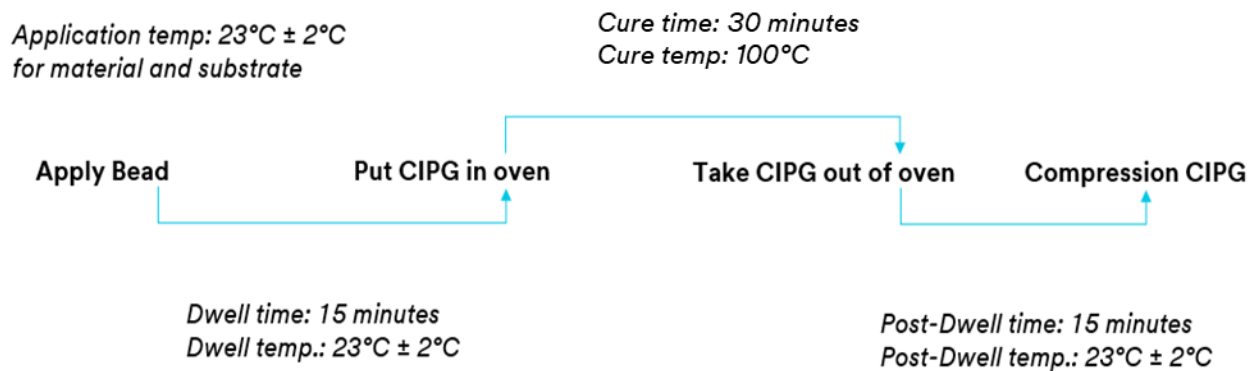 Application temp: 23°C ± 2°C
for material and substrate
Cure time: 30 minutes
Cure temp: 100°C
Apply Bead
Put CIPG in oven
Take CIPG out of oven
Compression CIPG
Dwell time: 15 minutes
Dwell temp.: 23°C ± 2°C
Post-Dwell time: 15 minutes
Post-Dwell temp.: 23°C ± 2°C